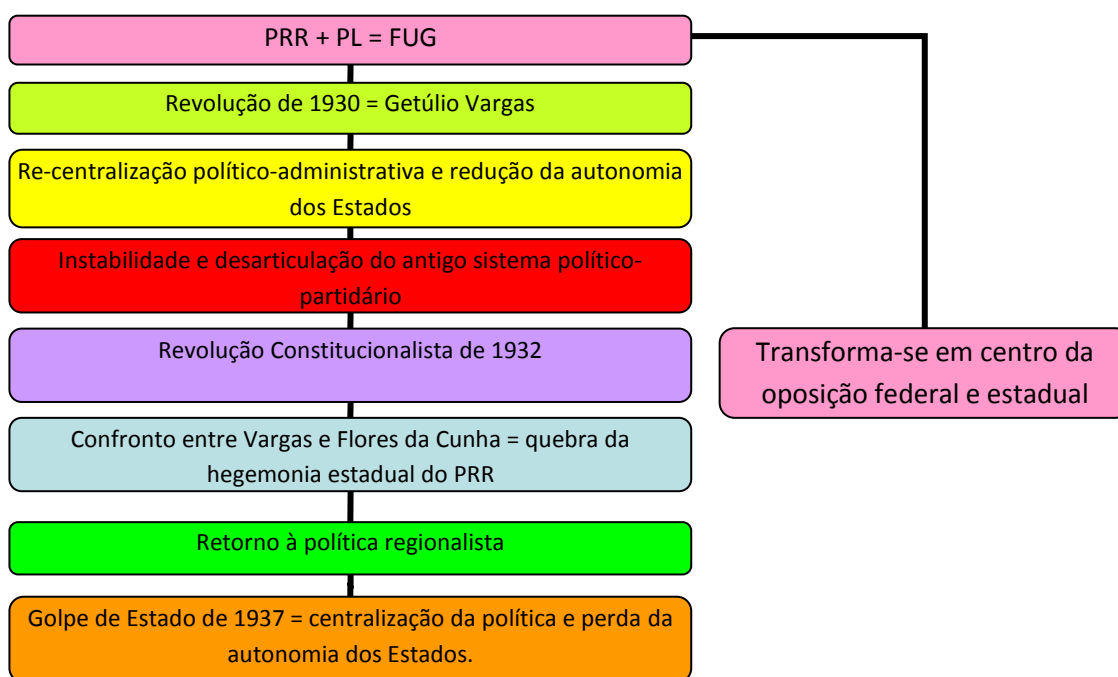 PRR + PL = FUG
Revolução de 1930 = Getúlio Vargas
Re-centralização político-administrativa e redução da autonomia
dos Estados
Instabilidade e desarticulação do antigo sistema político-
partidário
Revolução Constitucionalista de 1932
Transforma-se em centro da
oposição federal e estadual
Confronto entre Vargas e Flores da Cunha = quebra da
hegemonia estadual do PRR
Retorno à política regionalista
Golpe de Estado de 1937 = centralização da política e perda da
autonomia dos Estados.